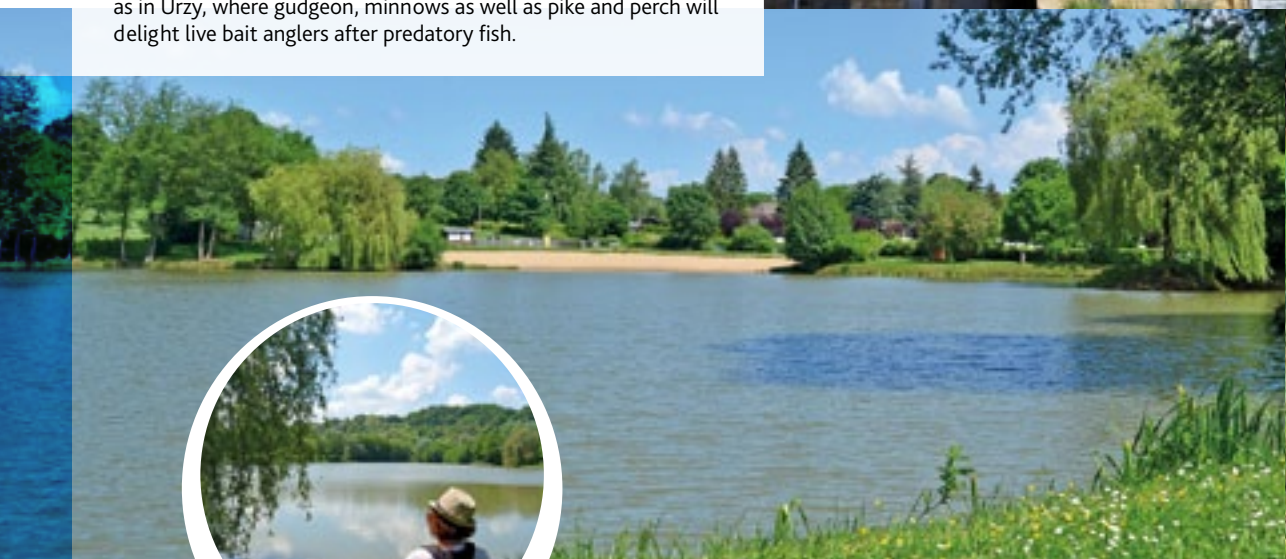 as in Urzy, where gudgeon, minnows as well as pike and perch will
delight live bait anglers after predatory fish.